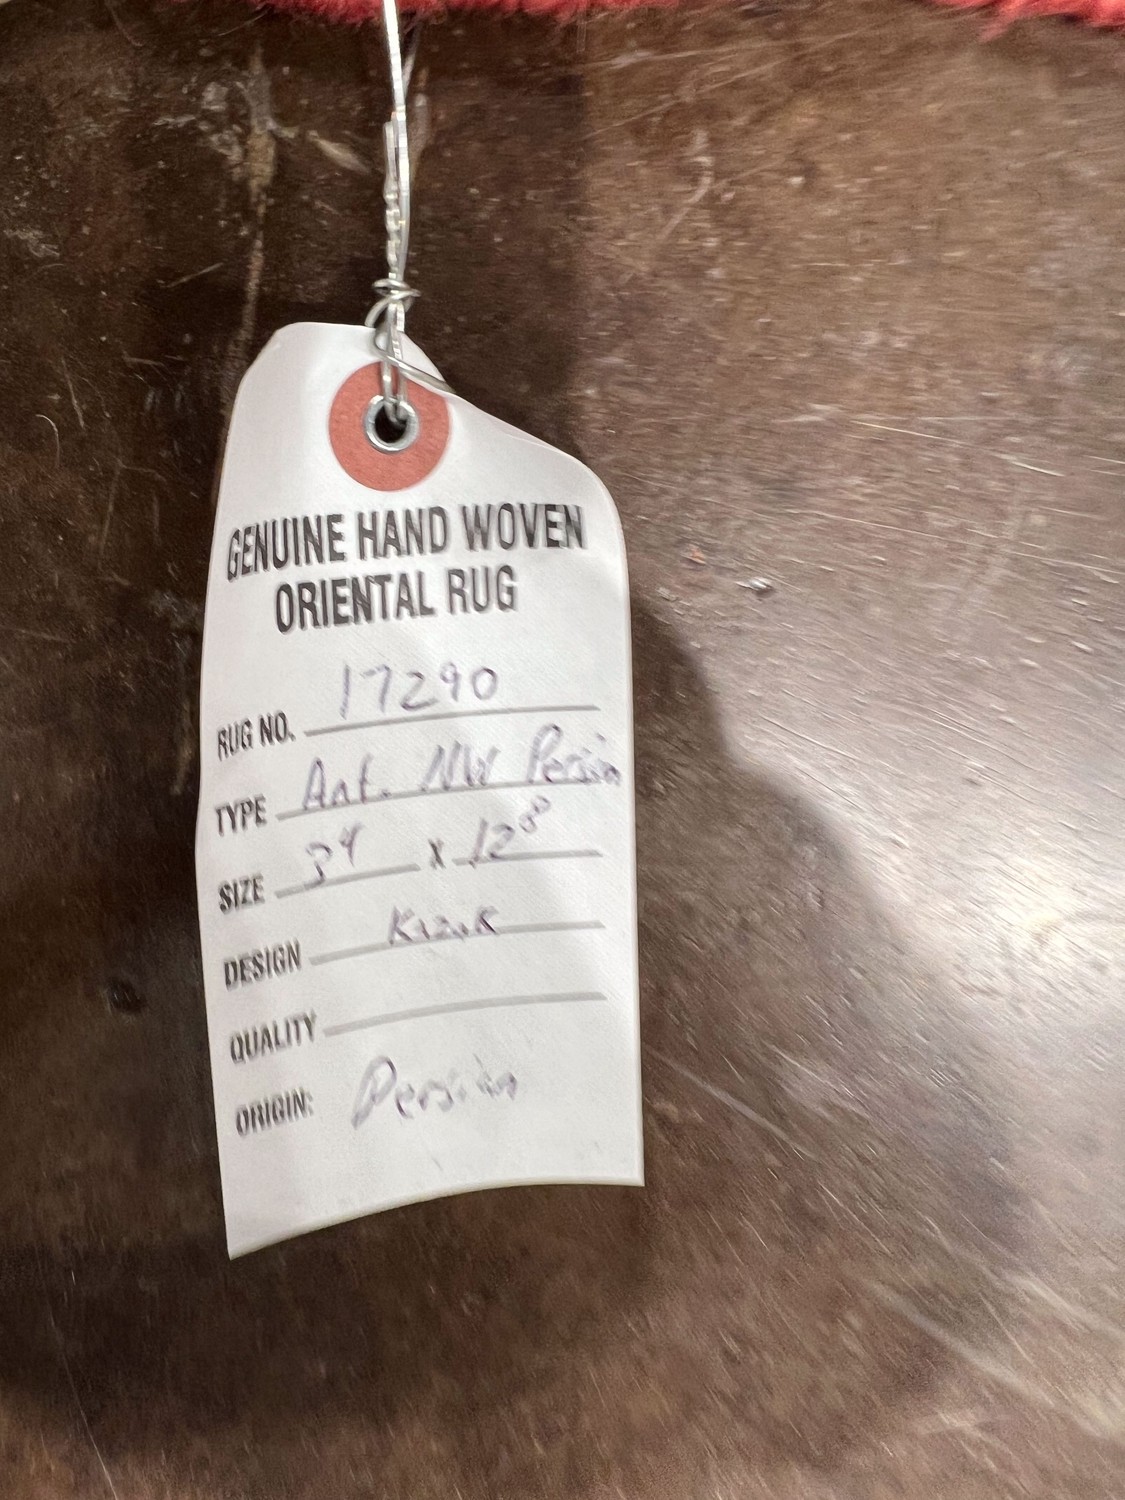 GENUINE HAND WOVEN
ORIENTAL RUG
RUG NO. 17290
TYPE Ant. NW Persian
SIZE 3⁴ x 12⁸
DESIGN Kazak
QUALITY
ORIGIN: Persian